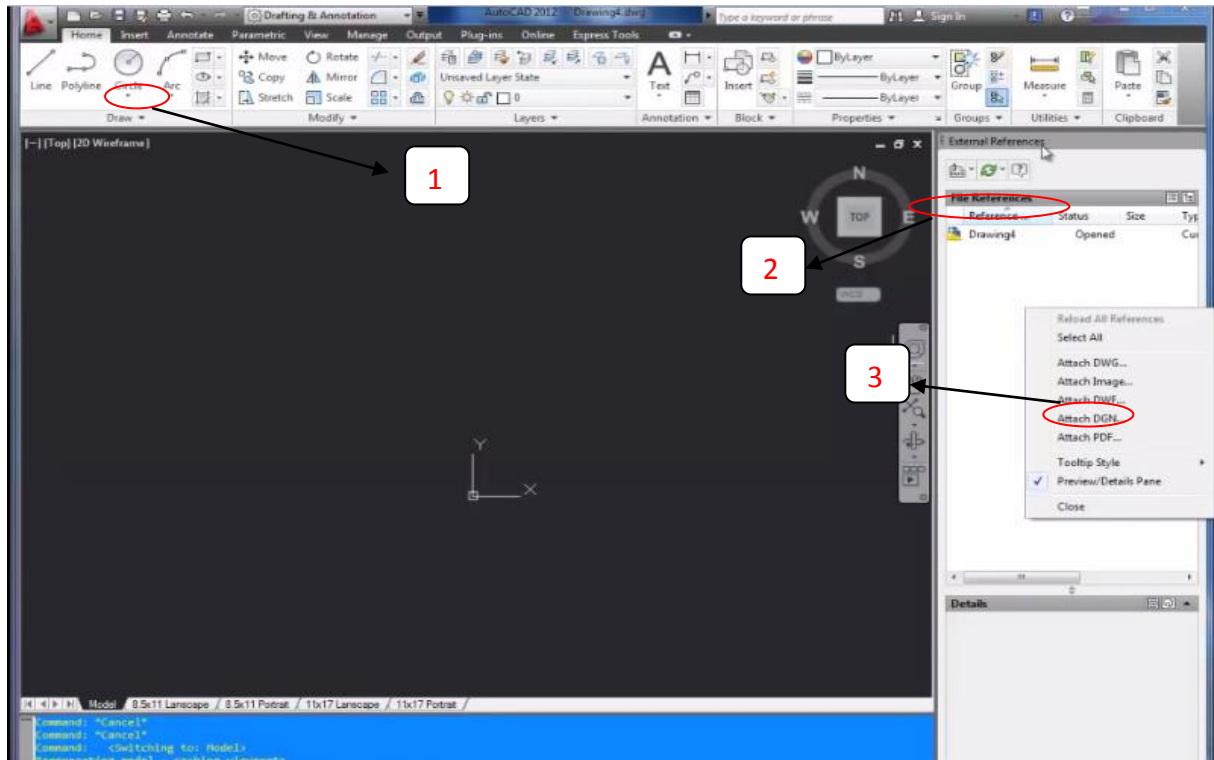 Drafting & Annotation AutoCAD 2012 Drawing4.dwg Type a keyword or phrase Sign In
Home Insert Annotate Parametric View Manage Output Plug-ins Online Express Tools
Line Polyline Circle Arc
Move Rotate
Copy Mirror
Stretch Scale
Unsaved Layer State
0
Text
Insert
ByLayer
ByLayer
ByLayer
Group
Measure
Paste
Draw Modify Layers Annotation Block Properties Groups Utilities Clipboard
[-] [Top] [2D Wireframe]
1
N
W TOP E
S
WCS
2
3
Y
X
External References
File References
Reference... Status Size Typ
Drawing4 Opened Cur
Reload All References
Select All
Attach DWG...
Attach Image...
Attach DWF...
Attach DGN...
Attach PDF...
Tooltip Style
Preview/Details Pane
Close
Details
Model 8.5x11 Lanscape 8.5x11 Portrait 11x17 Lanscape 11x17 Portrait
Command: *Cancel*
Command: *Cancel*
Command: <Switching to: Model>